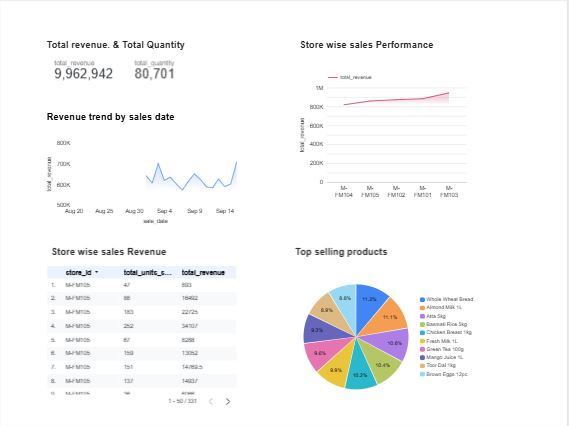 Total revenue. & Total Quantity
total_revenue
9,962,942
total_quantity
80,701
Store wise sales Performance
total_revenue
1M
800K
600K
400K
200K
0
total_revenue
M-FM104
M-FM105
M-FM102
M-FM101
M-FM103
Revenue trend by sales date
800K
700K
600K
500K
total_revenue
Aug 20
Aug 25
Aug 30
Sep 4
Sep 9
Sep 14
sale_date
Store wise sales Revenue
store_id total_units_s... total_revenue
1. M-FM105 47 893
2. M-FM105 88 16492
3. M-FM105 183 22725
4. M-FM105 252 34107
5. M-FM105 67 8288
6. M-FM105 159 13052
7. M-FM105 151 14789.5
8. M-FM105 137 14937
1 - 50 / 331
Top selling products
11.2%
11.1%
10.6%
10.4%
10.2%
9.9%
9.6%
9.2%
8.9%
8.8%
Whole Wheat Bread
Almond Milk 1L
Atta 5kg
Basmati Rice 5kg
Chicken Breast 1kg
Fresh Milk 1L
Green Tea 100g
Mango Juice 1L
Toor Dal 1kg
Brown Eggs 12pc